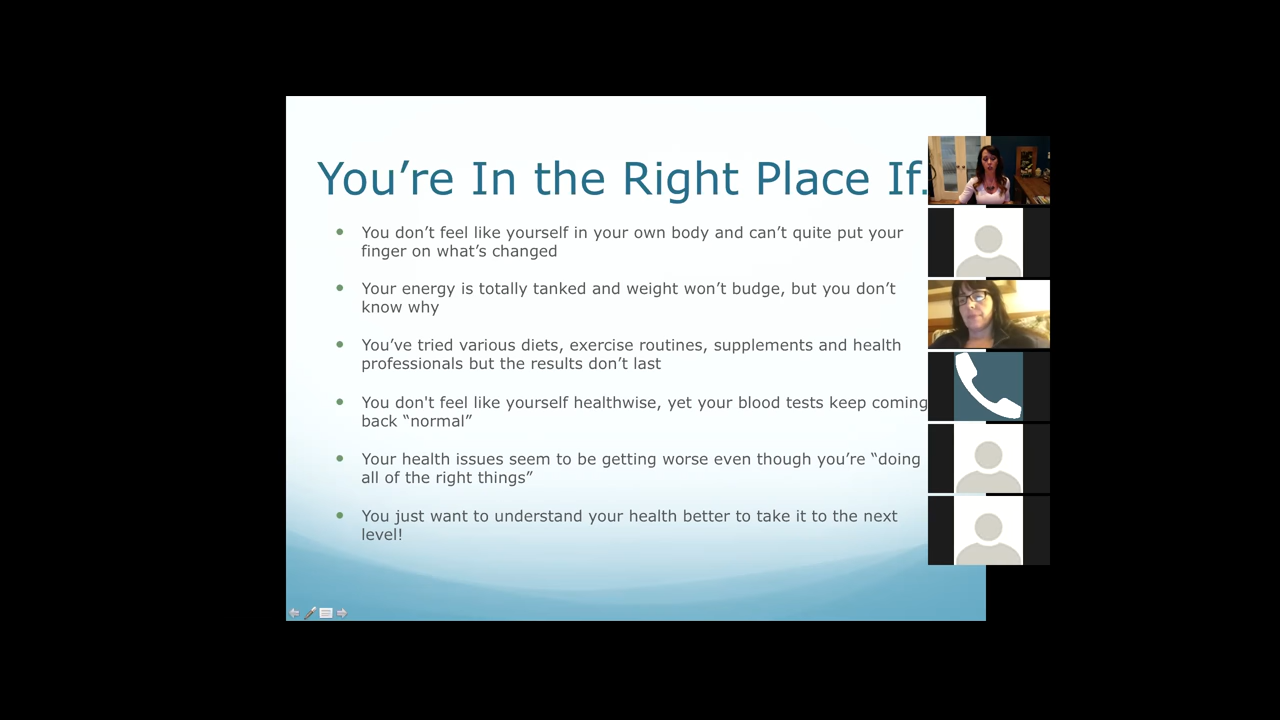 You’re In the Right Place If.
You don’t feel like yourself in your own body and can’t quite put your
finger on what’s changed
Your energy is totally tanked and weight won’t budge, but you don’t
know why
You’ve tried various diets, exercise routines, supplements and health
professionals but the results don’t last
You don't feel like yourself healthwise, yet your blood tests keep coming
back “normal”
Your health issues seem to be getting worse even though you’re “doing
all of the right things”
You just want to understand your health better to take it to the next
level!